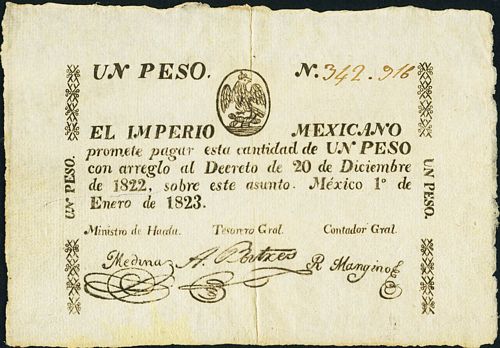 UN PESO. N. 342.916
EL IMPERIO MEXICANO
promete pagar esta cantidad de UN PESO
con arreglo al Decreto de 20 de Diciembre
de 1822, sobre este asunto. México 1º de
Enero de 1823.
Ministro de Hacda. Tesorero Gral. Contador Gral.
Medina A. Batres R Mangino
UN PESO.
UN PESO.